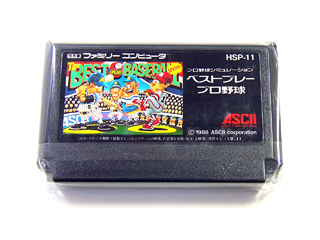 ファミリー コンピュータ
HSP-11
BEST PLAY BASEBALL
プロ野球シミュレーション
ベストプレー
プロ野球
ASCII
© 1988 ASCII corporation